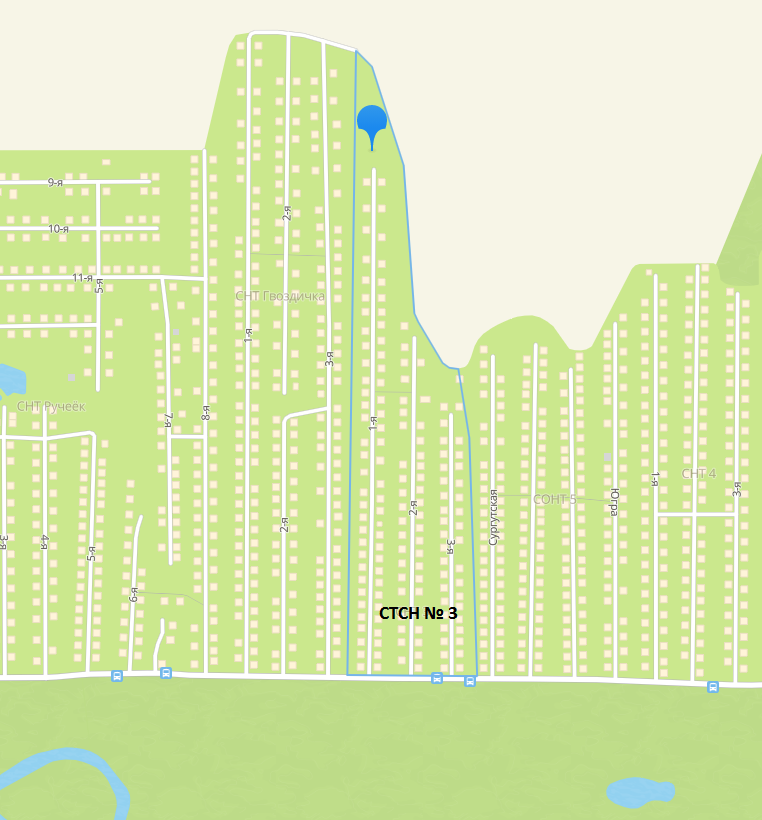 9-я
2-я
10-я
11-я
5-я
СНТ Гвоздичка
1-я
3-я
СНТ Ручеёк
8-я
7-я
1-я
СНТ 4
1-я
3-я
СОНТ 5
Югра
Сургутская
2-я
2-я
3-я
4-я
5-я
3-я
6-я
СТСН № 3